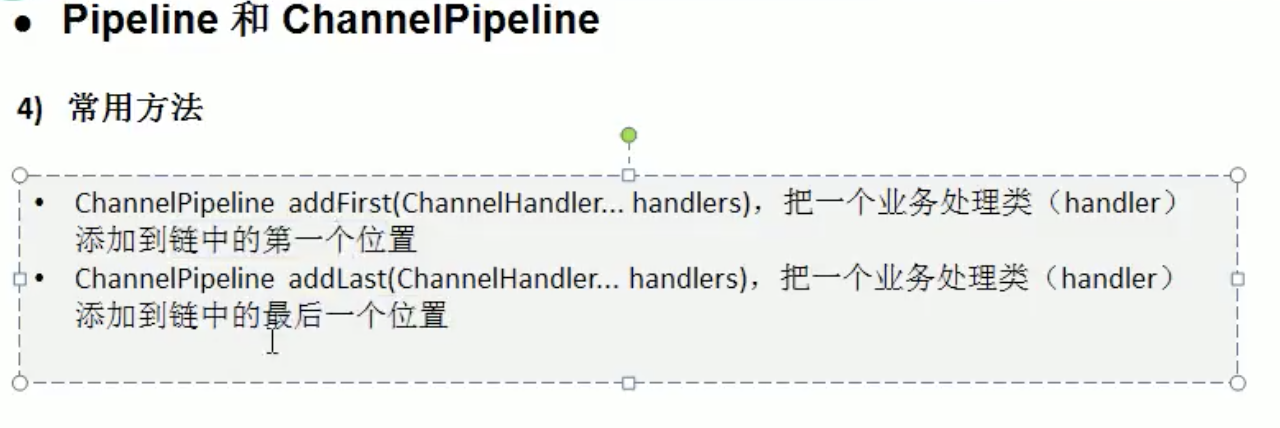 • Pipeline 和 ChannelPipeline
4) 常用方法
• ChannelPipeline addFirst(ChannelHandler... handlers)，把一个业务处理类（handler）
添加到链中的第一个位置
• ChannelPipeline addLast(ChannelHandler... handlers)，把一个业务处理类（handler）
添加到链中的最后一个位置